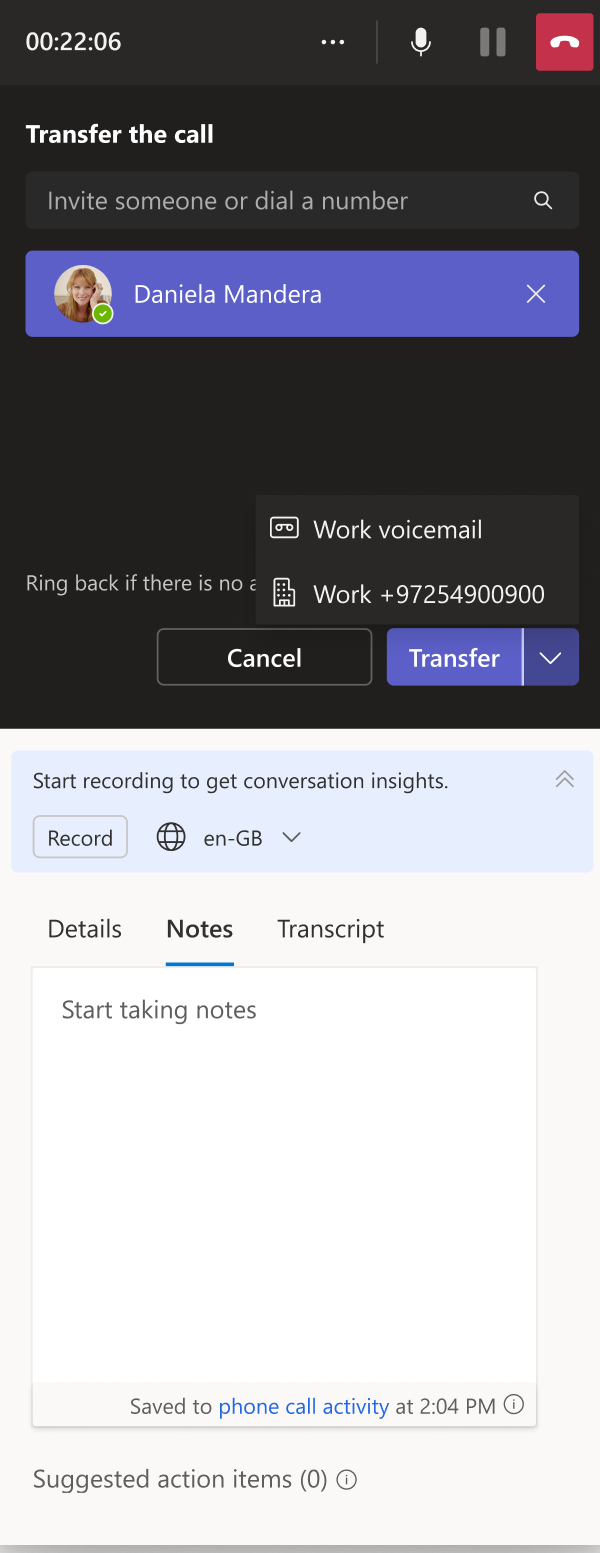 00:22:06
Transfer the call
Invite someone or dial a number
Daniela Mandera
Work voicemail
Ring back if there is no
Work +97254900900
Cancel
Transfer
Start recording to get conversation insights.
Record
en-GB
Details Notes Transcript
Start taking notes
Saved to phone call activity at 2:04 PM
Suggested action items (0)